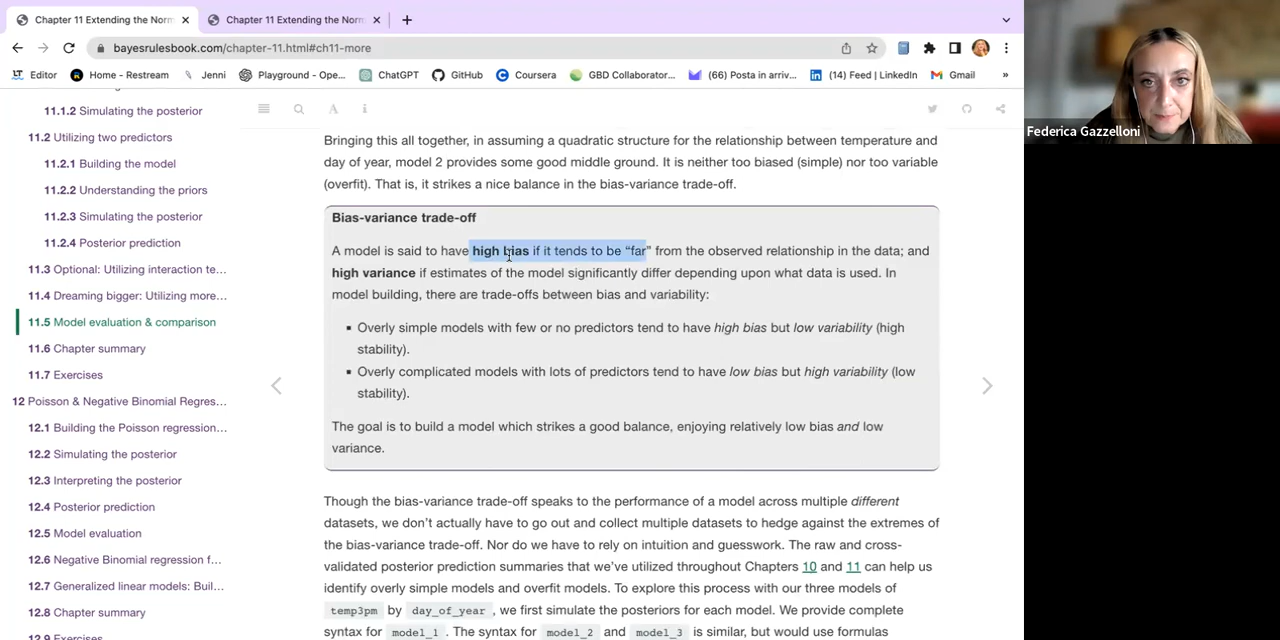 Chapter 11 Extending the Norm
Chapter 11 Extending the Norm
bayesrulesbook.com/chapter-11.html#ch11-more
Editor
Home - Restream
Jenni
Playground - Ope...
ChatGPT
GitHub
Coursera
GBD Collaborator...
(66) Posta in arriv...
(14) Feed | LinkedIn
Gmail
»
11.1.2 Simulating the posterior
11.2 Utilizing two predictors
11.2.1 Building the model
11.2.2 Understanding the priors
11.2.3 Simulating the posterior
11.2.4 Posterior prediction
11.3 Optional: Utilizing interaction te...
11.4 Dreaming bigger: Utilizing more...
11.5 Model evaluation & comparison
11.6 Chapter summary
11.7 Exercises
12 Poisson & Negative Binomial Regres...
12.1 Building the Poisson regression...
12.2 Simulating the posterior
12.3 Interpreting the posterior
12.4 Posterior prediction
12.5 Model evaluation
12.6 Negative Binomial regression f...
12.7 Generalized linear models: Buil...
12.8 Chapter summary
12.9 Exercises
Bringing this all together, in assuming a quadratic structure for the relationship between temperature and
day of year, model 2 provides some good middle ground. It is neither too biased (simple) nor too variable
(overfit). That is, it strikes a nice balance in the bias-variance trade-off.
Bias-variance trade-off
A model is said to have high bias if it tends to be “far” from the observed relationship in the data; and
high variance if estimates of the model significantly differ depending upon what data is used. In
model building, there are trade-offs between bias and variability:
Overly simple models with few or no predictors tend to have high bias but low variability (high
stability).
Overly complicated models with lots of predictors tend to have low bias but high variability (low
stability).
The goal is to build a model which strikes a good balance, enjoying relatively low bias and low
variance.
Though the bias-variance trade-off speaks to the performance of a model across multiple different
datasets, we don’t actually have to go out and collect multiple datasets to hedge against the extremes of
the bias-variance trade-off. Nor do we have to rely on intuition and guesswork. The raw and cross-
validated posterior prediction summaries that we’ve utilized throughout Chapters 10 and 11 can help us
identify overly simple models and overfit models. To explore this process with our three models of
temp3pm by day_of_year, we first simulate the posteriors for each model. We provide complete
syntax for model_1. The syntax for model_2 and model_3 is similar, but would use formulas
Federica Gazzelloni